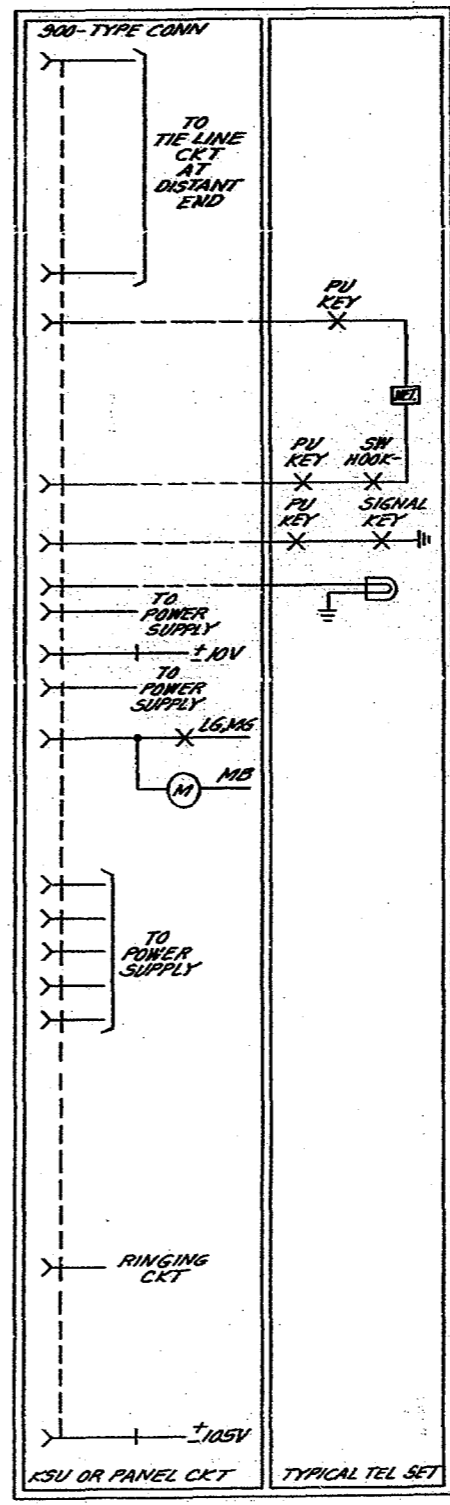 900-TYPE CONN
TO
TIE LINE
CKT
AT
DISTANT
END
PU
KEY
NET.
PU
KEY
SW
HOOK-
PU
KEY
SIGNAL
KEY
TO
POWER
SUPPLY
±10V
TO
POWER
SUPPLY
LG,MG
M
MB
TO
POWER
SUPPLY
RINGING
CKT
±105V
KSU OR PANEL CKT
TYPICAL TEL SET